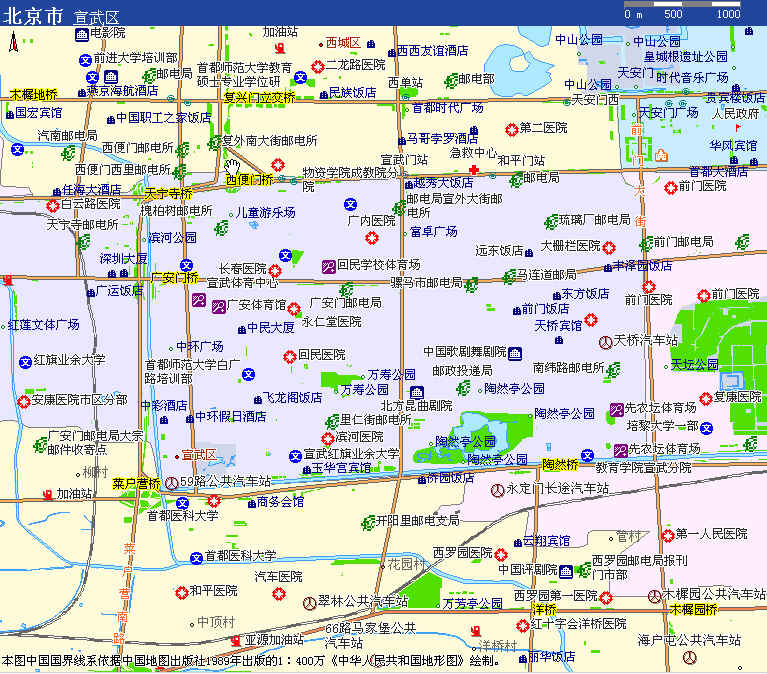 北京市 宣武区
0 m 500 1000
电影院
加油站
西城区
中山公园
中山公园
前进大学培训部
西西友谊酒店
皇城根遗址公园
邮电局
首都师范大学教育
硕士专业学位研
二龙路医院
西单站
邮电部
天安门
时代音乐厅
中山公园
木樨地桥
燕京海航酒店
复兴门立交桥
民族饭店
天安门西
贵宾楼饭店
首都时代广场
国宏宾馆
中国职工之家饭店
天安门广场
人民政府
第二医院
前门大街
汽南邮电局
复外南大街邮电所
马哥孛罗酒店
华风宾馆
西便门邮电所
宣武门站
急救中心
和平门站
西便门西里邮电所
物资学院成教院分
院
首都大酒店
西便门桥
越秀大饭店
邮电局
前门医院
任海大酒店
天宁寺桥
白云路医院
槐柏树邮电所
邮电局宣外大街邮
电所
天宁寺邮电所
儿童游乐场
广内医院
琉璃厂邮电局
滨河公园
富卓广场
大栅栏医院
前门邮电局
远东饭店
深圳大厦
长春医院
回民学校体育场
丰泽园饭店
广安门桥
宣武体育中心
骡马市邮电局
马连道邮局
广运饭店
广安体育馆
广安门邮电局
东方饭店
前门医院
前门医院
前门饭店
永仁堂医院
红莲文体广场
中民大厦
天桥宾馆
天桥汽车站
中环广场
回民医院
中国歌剧舞剧院
红旗业余大学
首都师范大学白广
路培训部
邮政投递局
南纬路邮电所
天坛公园
万寿公园
万寿公园
陶然亭公园
安康医院市区分部
飞龙阁饭店
北方昆曲剧院
复康医院
中彩酒店
先农坛体育场
中环假日酒店
里仁街邮电所
陶然亭公园
培黎大学一部
广安门邮电局大宗
邮件收寄点
滨河医院
陶然亭公园
先农坛体育场
宣武区
宣武红旗业余大学
陶然亭公园
陶然桥
教育学院宣武分院
柳村
玉华宫宾馆
菜户营桥
59路公共汽车站
侨园饭店
加油站
商务会馆
永定门长途汽车站
首都医科大学
开阳里邮电支局
菜户营南路
云翔宾馆
管村
第一人民医院
首都医科大学
西罗园医院
花园村
中国评剧院
西罗园邮电局报刊
门市部
汽车医院
和平医院
翠林公共汽车站
万芳亭公园
西罗园第一医院
木樨园公共汽车站
洋桥
木樨园桥
中顶村
66路马家堡公共
汽车站
红十字会洋桥医院
亚源加油站
洋桥村
海户屯公共汽车站
丽华饭店
本图中国国界线系依据中国地图出版社1989年出版的1：400万《中华人民共和国地形图》绘制。